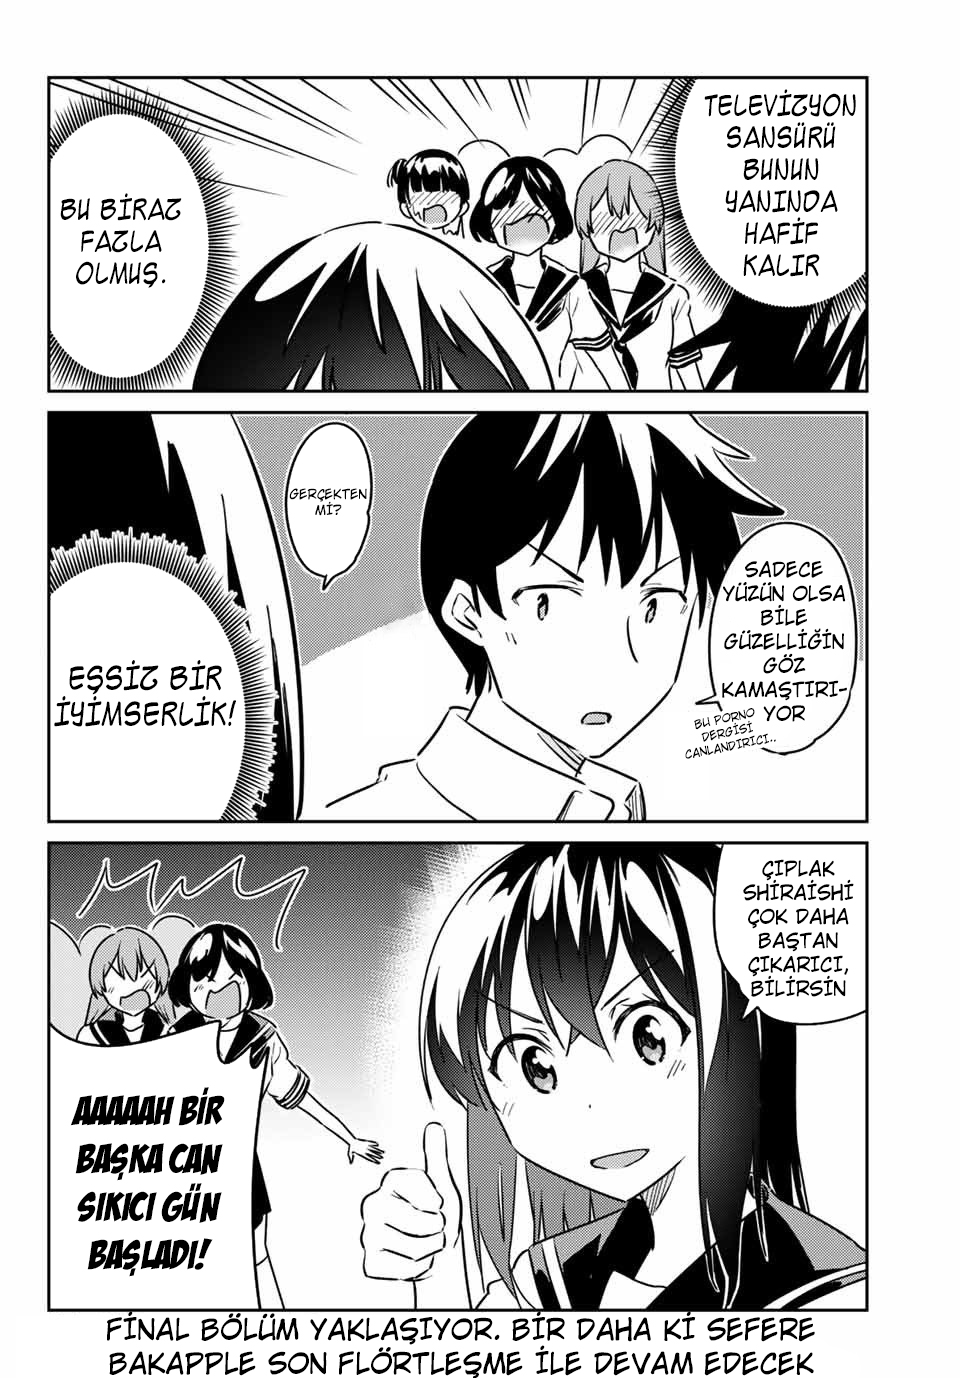 TELEVİZYON
SANSÜRÜ
BUNUN
YANINDA
HAFİF
KALIR
BU BİRAZ
FAZLA
OLMUŞ.
SADECE
YÜZÜN OLSA
BİLE
GÜZELLİĞİN
GÖZ
KAMAŞTIRI-
YOR
BU PORNO
DERGİSİ
CANLANDIRICI..
GERÇEKTEN
Mİ?
EŞSİZ BİR
İYİMSERLİK!
ÇIPLAK
SHIRAISHI
ÇOK DAHA
BAŞTAN
ÇIKARICI,
BİLİRSİN
AAAAAH BİR
BAŞKA CAN
SIKICI GÜN
BAŞLADI!
FİNAL BÖLÜM YAKLAŞIYOR. BİR DAHA Kİ SEFERE
BAKAPPLE SON FLÖRTLEŞME İLE DEVAM EDECEK